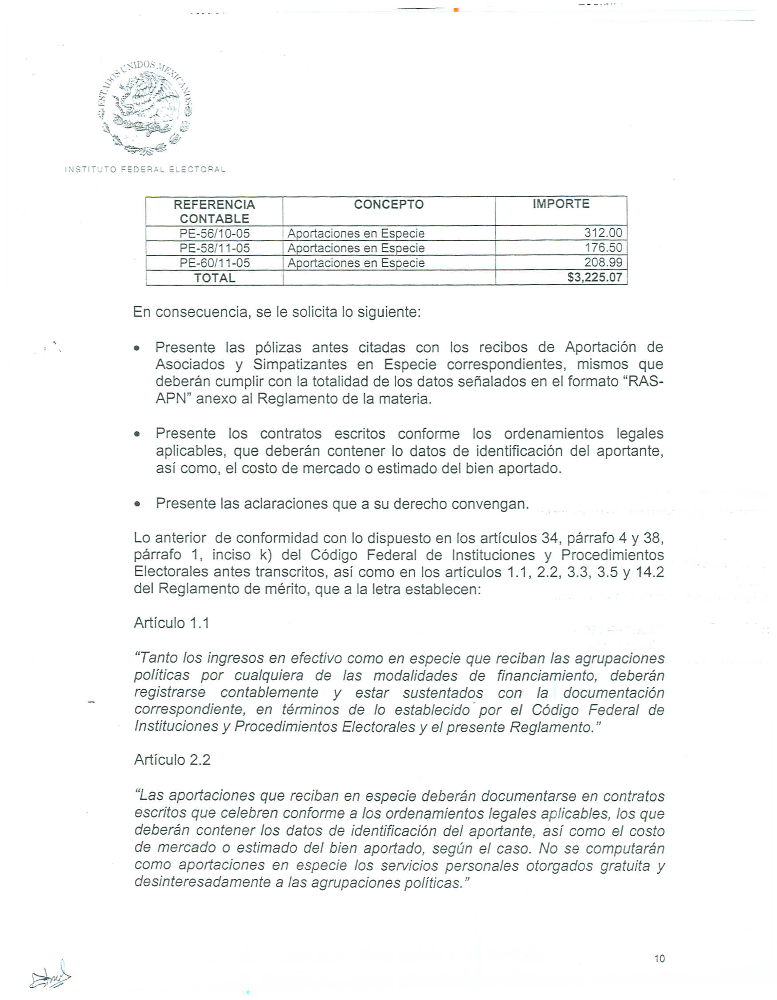 ESTADOS UNIDOS MEXICANOS
INSTITUTO FEDERAL ELECTORAL
REFERENCIA CONTABLE CONCEPTO IMPORTE
PE-56/10-05 Aportaciones en Especie 312.00
PE-58/11-05 Aportaciones en Especie 176.50
PE-60/11-05 Aportaciones en Especie 208.99
TOTAL $3,225.07
En consecuencia, se le solicita lo siguiente:
• Presente las pólizas antes citadas con los recibos de Aportación de
Asociados y Simpatizantes en Especie correspondientes, mismos que
deberán cumplir con la totalidad de los datos señalados en el formato “RAS-
APN” anexo al Reglamento de la materia.
• Presente los contratos escritos conforme los ordenamientos legales
aplicables, que deberán contener lo datos de identificación del aportante,
así como, el costo de mercado o estimado del bien aportado.
• Presente las aclaraciones que a su derecho convengan.
Lo anterior de conformidad con lo dispuesto en los artículos 34, párrafo 4 y 38,
párrafo 1, inciso k) del Código Federal de Instituciones y Procedimientos
Electorales antes transcritos, así como en los artículos 1.1, 2.2, 3.3, 3.5 y 14.2
del Reglamento de mérito, que a la letra establecen:
Artículo 1.1
“Tanto los ingresos en efectivo como en especie que reciban las agrupaciones
políticas por cualquiera de las modalidades de financiamiento, deberán
registrarse contablemente y estar sustentados con la documentación
correspondiente, en términos de lo establecido por el Código Federal de
Instituciones y Procedimientos Electorales y el presente Reglamento.”
Artículo 2.2
“Las aportaciones que reciban en especie deberán documentarse en contratos
escritos que celebren conforme a los ordenamientos legales aplicables, los que
deberán contener los datos de identificación del aportante, así como el costo
de mercado o estimado del bien aportado, según el caso. No se computarán
como aportaciones en especie los servicios personales otorgados gratuita y
desinteresadamente a las agrupaciones políticas.”
10